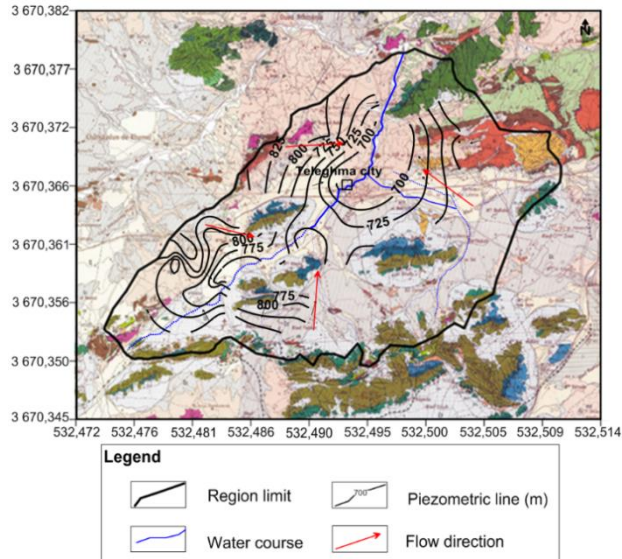 3 670,382
N
3 670,377
3 670,372
825
800
775
750
725
700
Teleghma city
3 670,366
700
725
3 670,361
800
775
3 670,356
775
800
3 670,350
3 670,345
532,472 532,476 532,481 532,486 532,490 532,495 532,500 532,505 532,509 532,514
Legend
Region limit
700
Piezometric line (m)
Water course
Flow direction